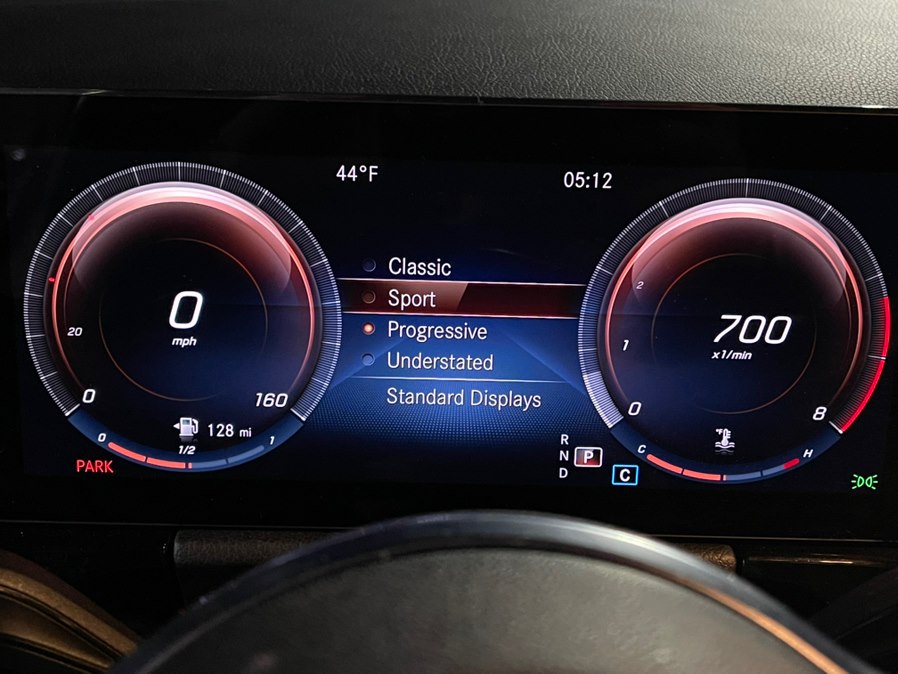 44°F
05:12
Classic
Sport
Progressive
Understated
Standard Displays
20
0
mph
0
160
128 mi
0
1/2
1
PARK
2
1
700
x1/min
0
8
°F
C
H
R
N
D
P
C